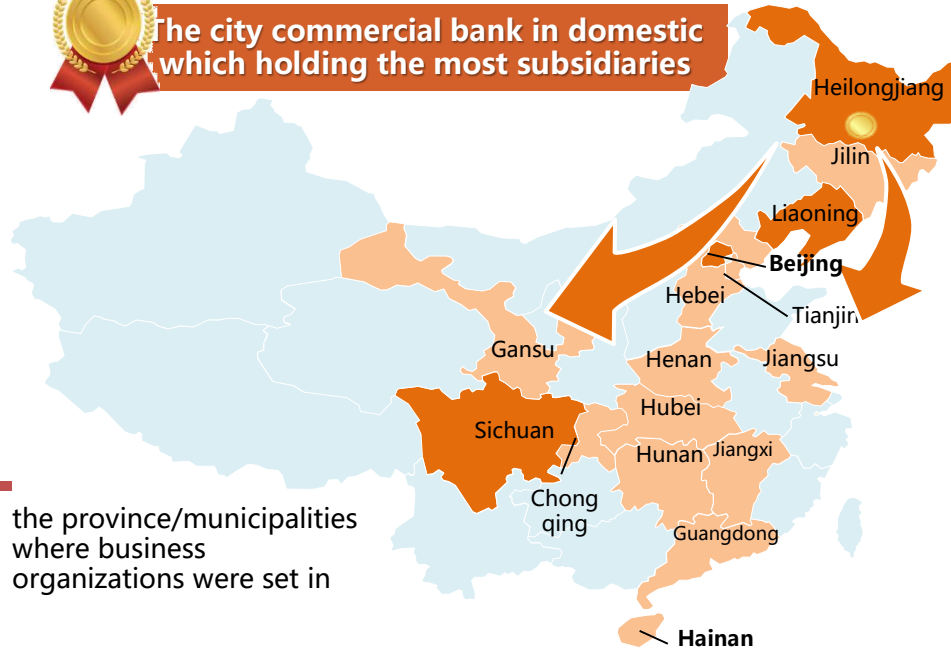 The city commercial bank in domestic
which holding the most subsidiaries
Heilongjiang
Jilin
Liaoning
Beijing
Hebei
Tianjin
Gansu
Henan
Jiangsu
Hubei
Sichuan
Hunan
Jiangxi
Chong
qing
the province/municipalities
where business
organizations were set in
Guangdong
Hainan